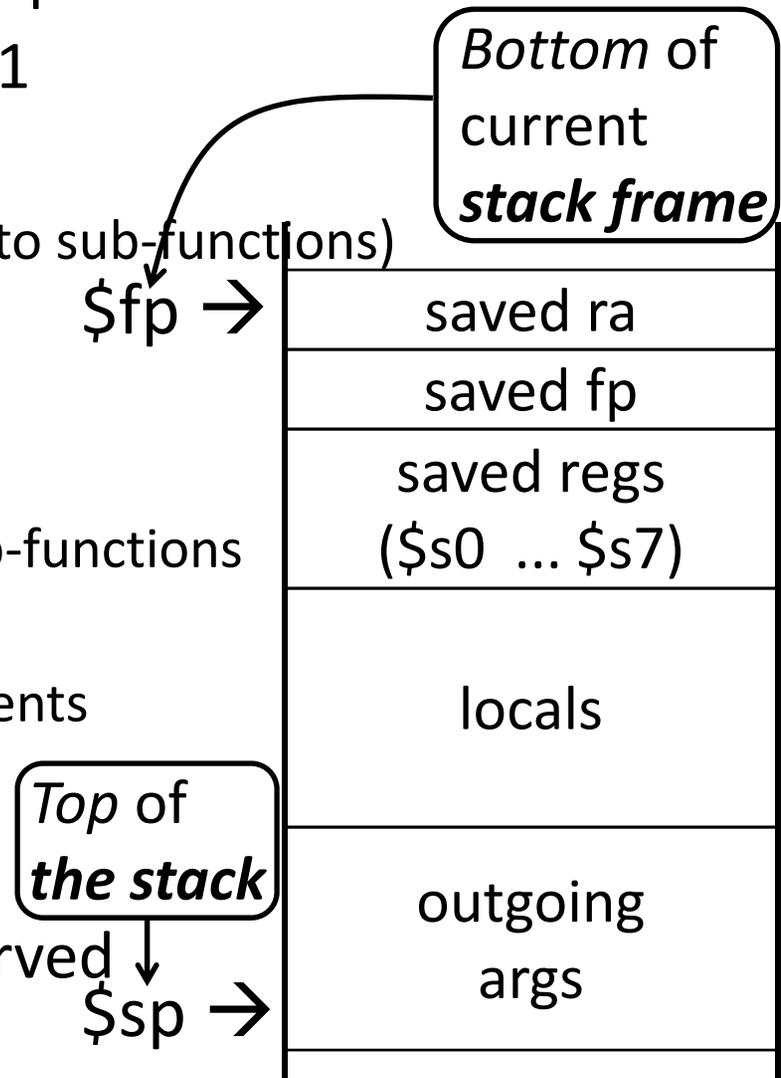 1
Bottom of
current
stack frame
to sub-functions)
$fp →
saved ra
saved fp
saved regs
($s0 ... $s7)
-functions
locals
ents
Top of
the stack
outgoing
args
rved
$sp →